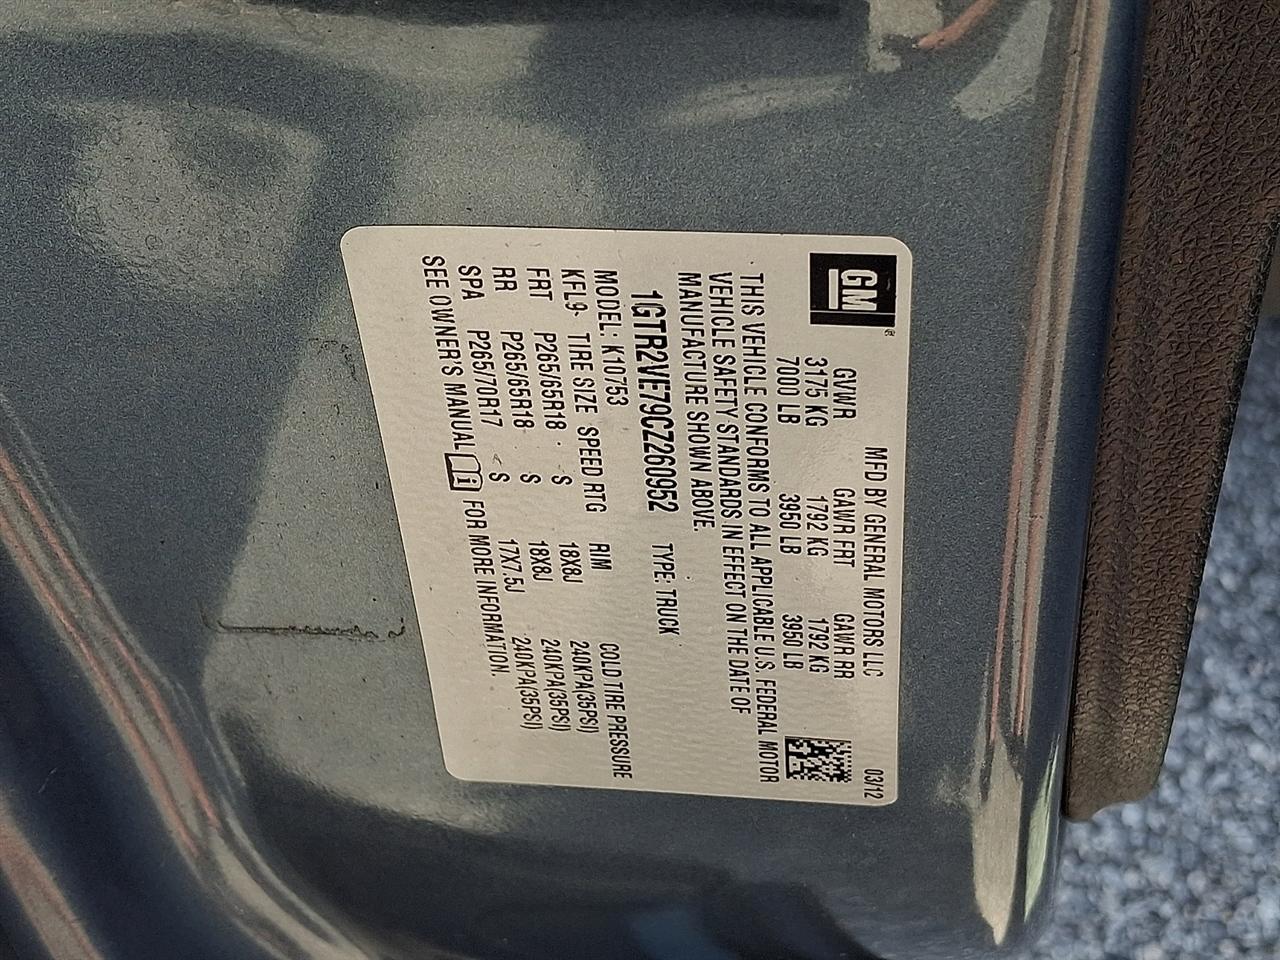 GM®
MFD BY GENERAL MOTORS LLC 03/12
GVWR GAWR FRT GAWR RR
3175 KG 1792 KG 1792 KG
7000 LB 3950 LB 3950 LB
THIS VEHICLE CONFORMS TO ALL APPLICABLE U.S. FEDERAL MOTOR
VEHICLE SAFETY STANDARDS IN EFFECT ON THE DATE OF
MANUFACTURE SHOWN ABOVE.
1GTR2VE79CZ260952 TYPE: TRUCK
MODEL: K10753
KFL9 TIRE SIZE SPEED RTG RIM COLD TIRE PRESSURE
FRT P265/65R18 S 18X8J 240KPA(35PSI)
RR P265/65R18 S 18X8J 240KPA(35PSI)
SPA P265/70R17 S 17X7.5J 240KPA(35PSI)
SEE OWNER'S MANUAL i FOR MORE INFORMATION.